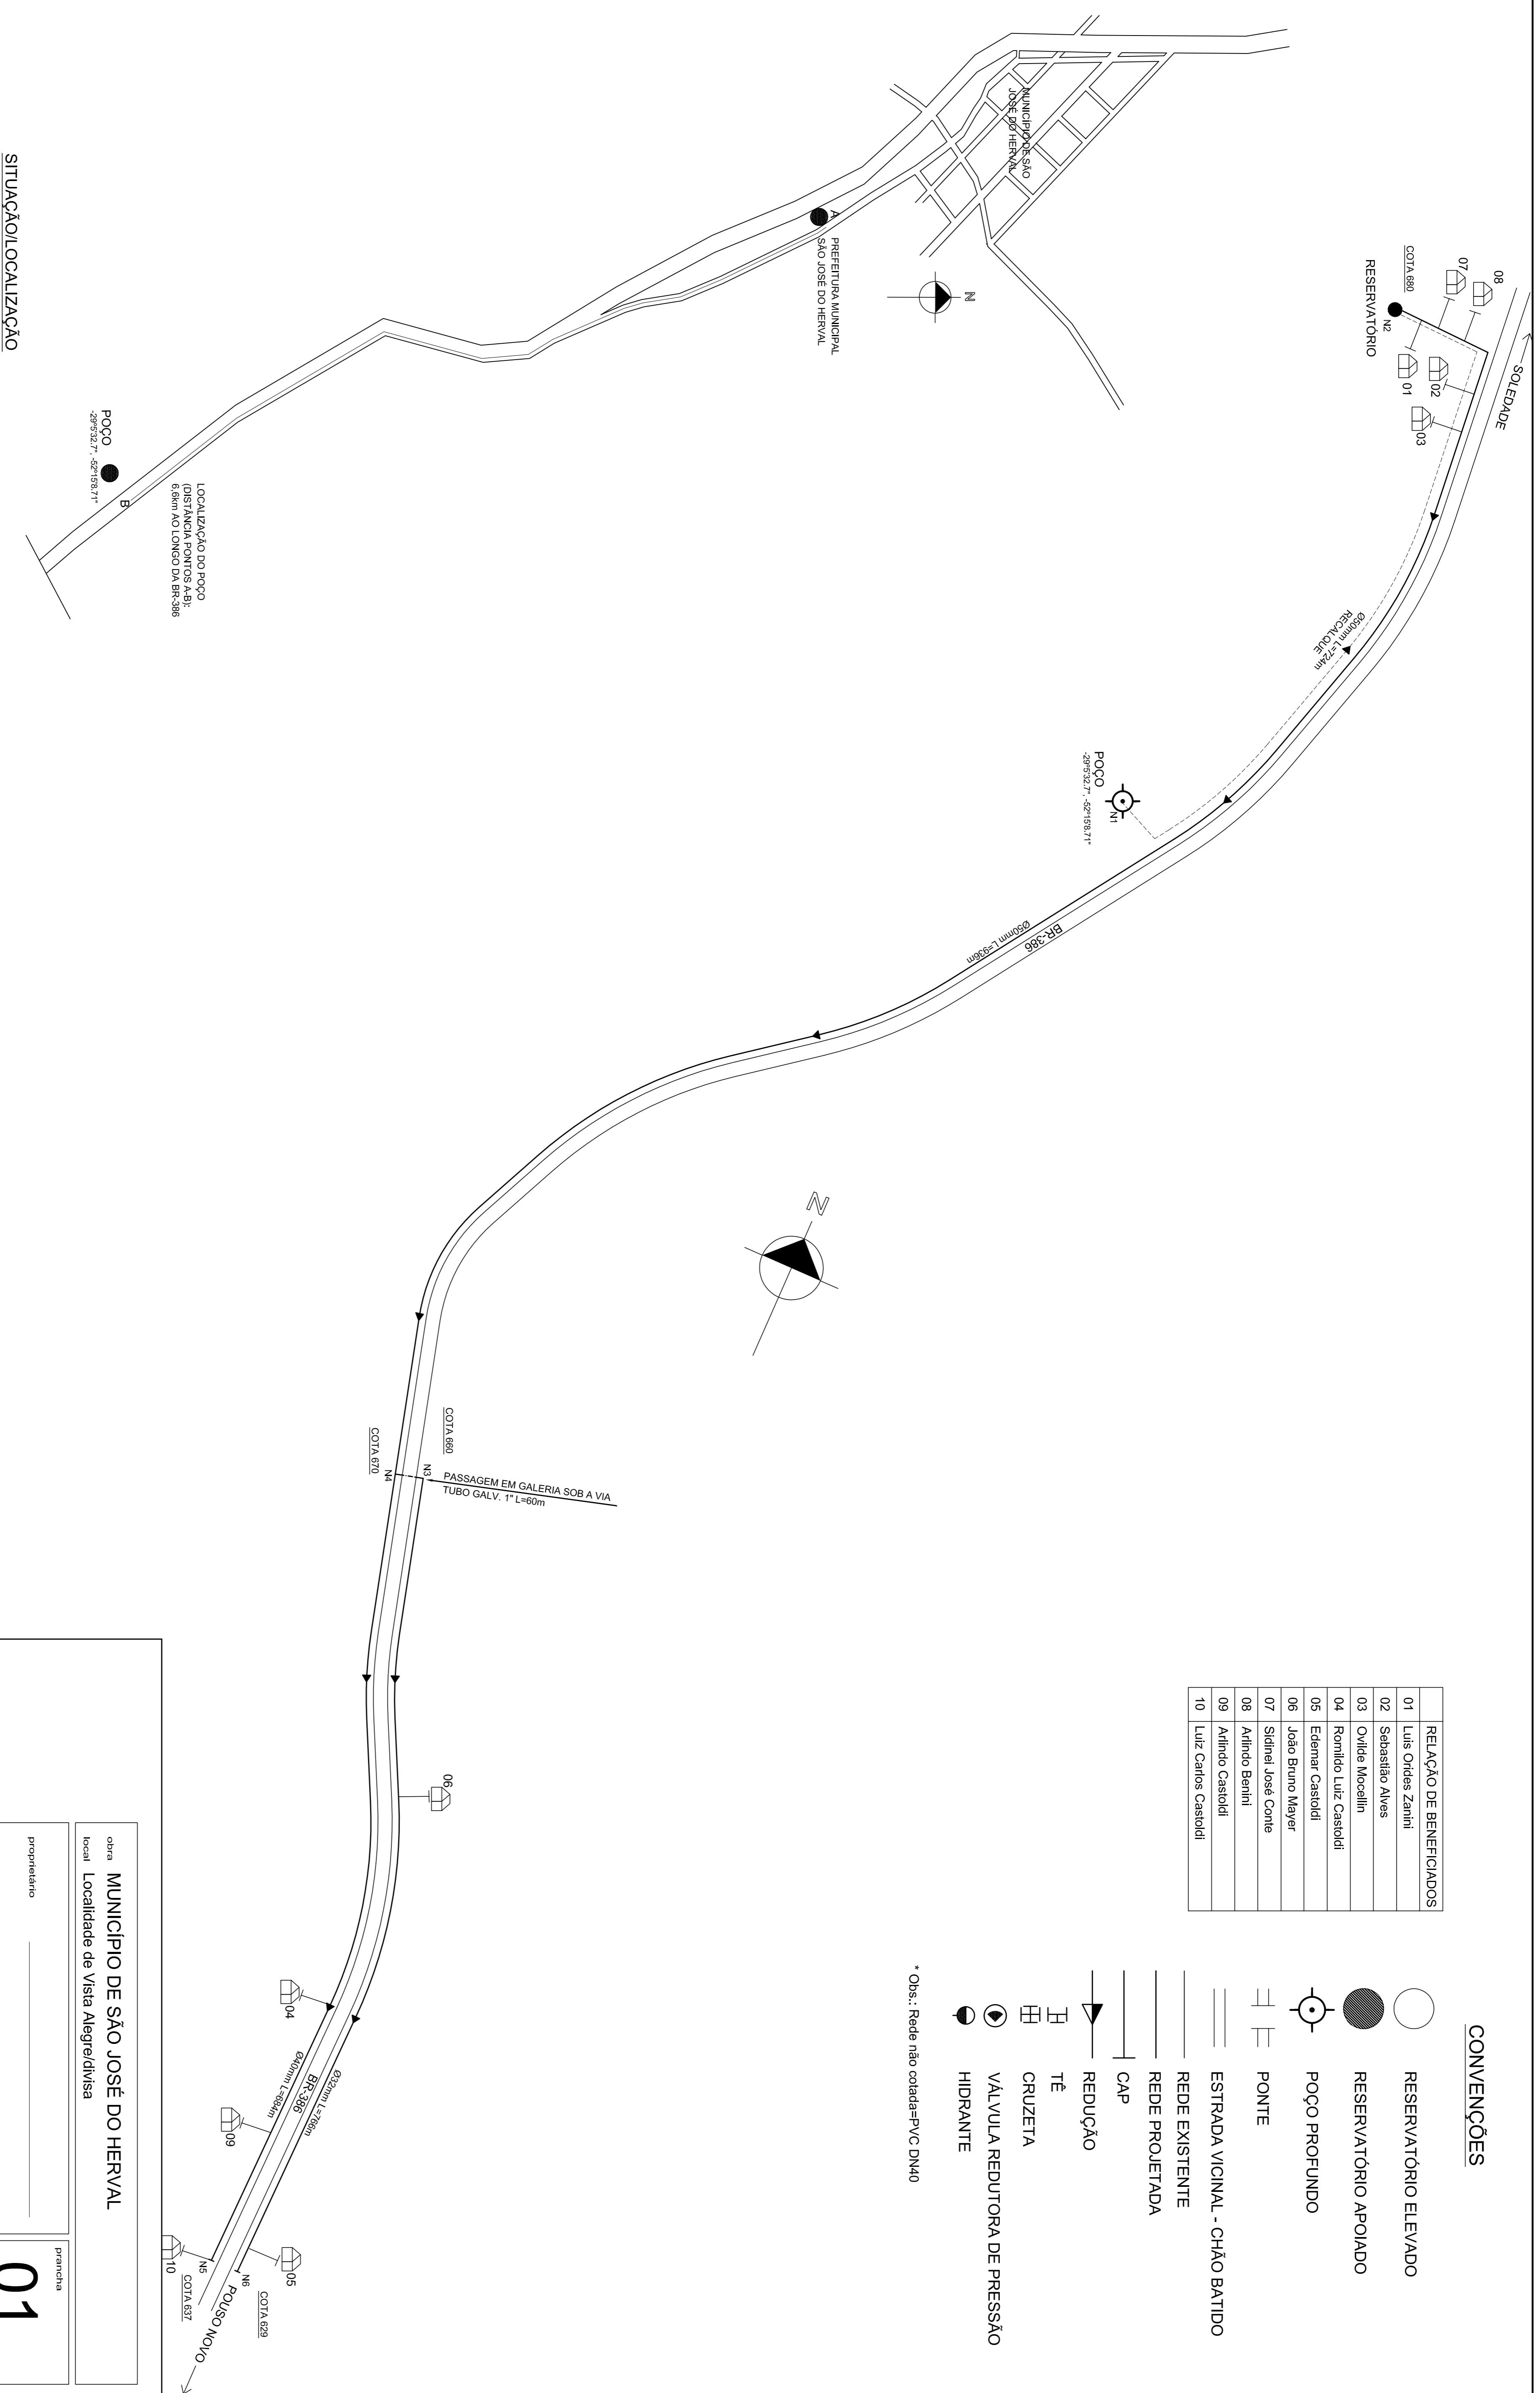 SOLEDADE
08
07
COTA 680
N2
RESERVATÓRIO
01
02
03
Ø50mm L=724m
RECALQUE
N1
POÇO
-29°5'32.7", -52°15'8.71"
BR-386
Ø50mm L=936m
N
MUNICÍPIO DE SÃO
JOSÉ DO HERVAL
N
A
PREFEITURA MUNICIPAL
SÃO JOSÉ DO HERVAL
LOCALIZAÇÃO DO POÇO
(DISTÂNCIA PONTOS A-B):
6,6km AO LONGO DA BR-386
B
POÇO
-29°5'32.7", -52°15'8.71"
SITUAÇÃO/LOCALIZAÇÃO
COTA 660
N3
PASSAGEM EM GALERIA SOB A VIA
TUBO GALV. 1" L=60m
N4
COTA 670
06
04
Ø32mm L=766m
BR-386
Ø40mm L=684m
09
05
N6
COTA 629
10
N5
COTA 637
POUSO NOVO
RELAÇÃO DE BENEFICIADOS
01 Luis Orides Zanini
02 Sebastião Alves
03 Ovilde Mocellin
04 Romildo Luiz Castoldi
05 Edemar Castoldi
06 João Bruno Mayer
07 Sidinei José Conte
08 Arlindo Benini
09 Arlindo Castoldi
10 Luiz Carlos Castoldi
CONVENÇÕES
RESERVATÓRIO ELEVADO
RESERVATÓRIO APOIADO
POÇO PROFUNDO
PONTE
ESTRADA VICINAL - CHÃO BATIDO
REDE EXISTENTE
REDE PROJETADA
CAP
REDUÇÃO
TÊ
CRUZETA
VÁLVULA REDUTORA DE PRESSÃO
HIDRANTE
* Obs.: Rede não cotada=PVC DN40
obra MUNICÍPIO DE SÃO JOSÉ DO HERVAL
local Localidade de Vista Alegre/divisa
proprietário
prancha
01